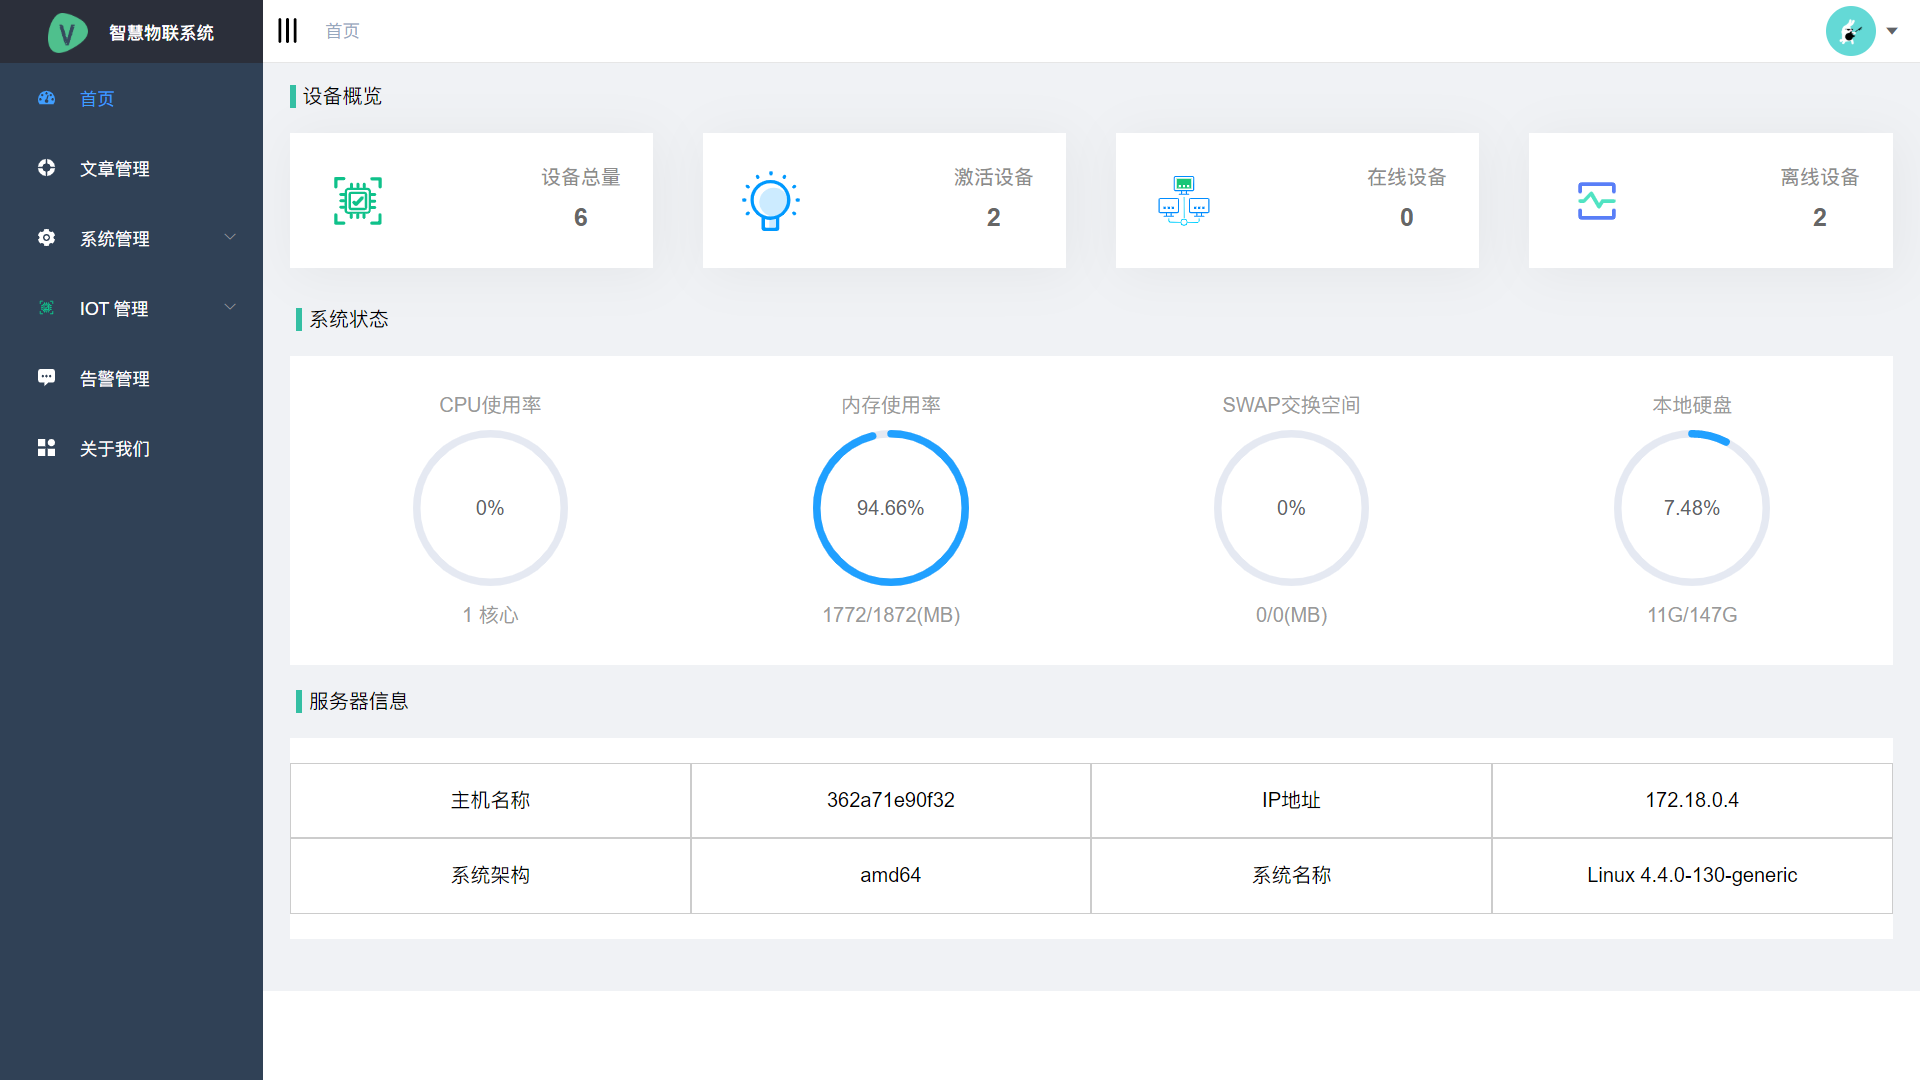 智慧物联系统
首页
首页
文章管理
系统管理
IOT 管理
告警管理
关于我们
设备概览
设备总量
6
激活设备
2
在线设备
0
离线设备
2
系统状态
CPU使用率
0%
1 核心
内存使用率
94.66%
1772/1872(MB)
SWAP交换空间
0%
0/0(MB)
本地硬盘
7.48%
11G/147G
服务器信息
主机名称 362a71e90f32 IP地址 172.18.0.4
系统架构 amd64 系统名称 Linux 4.4.0-130-generic